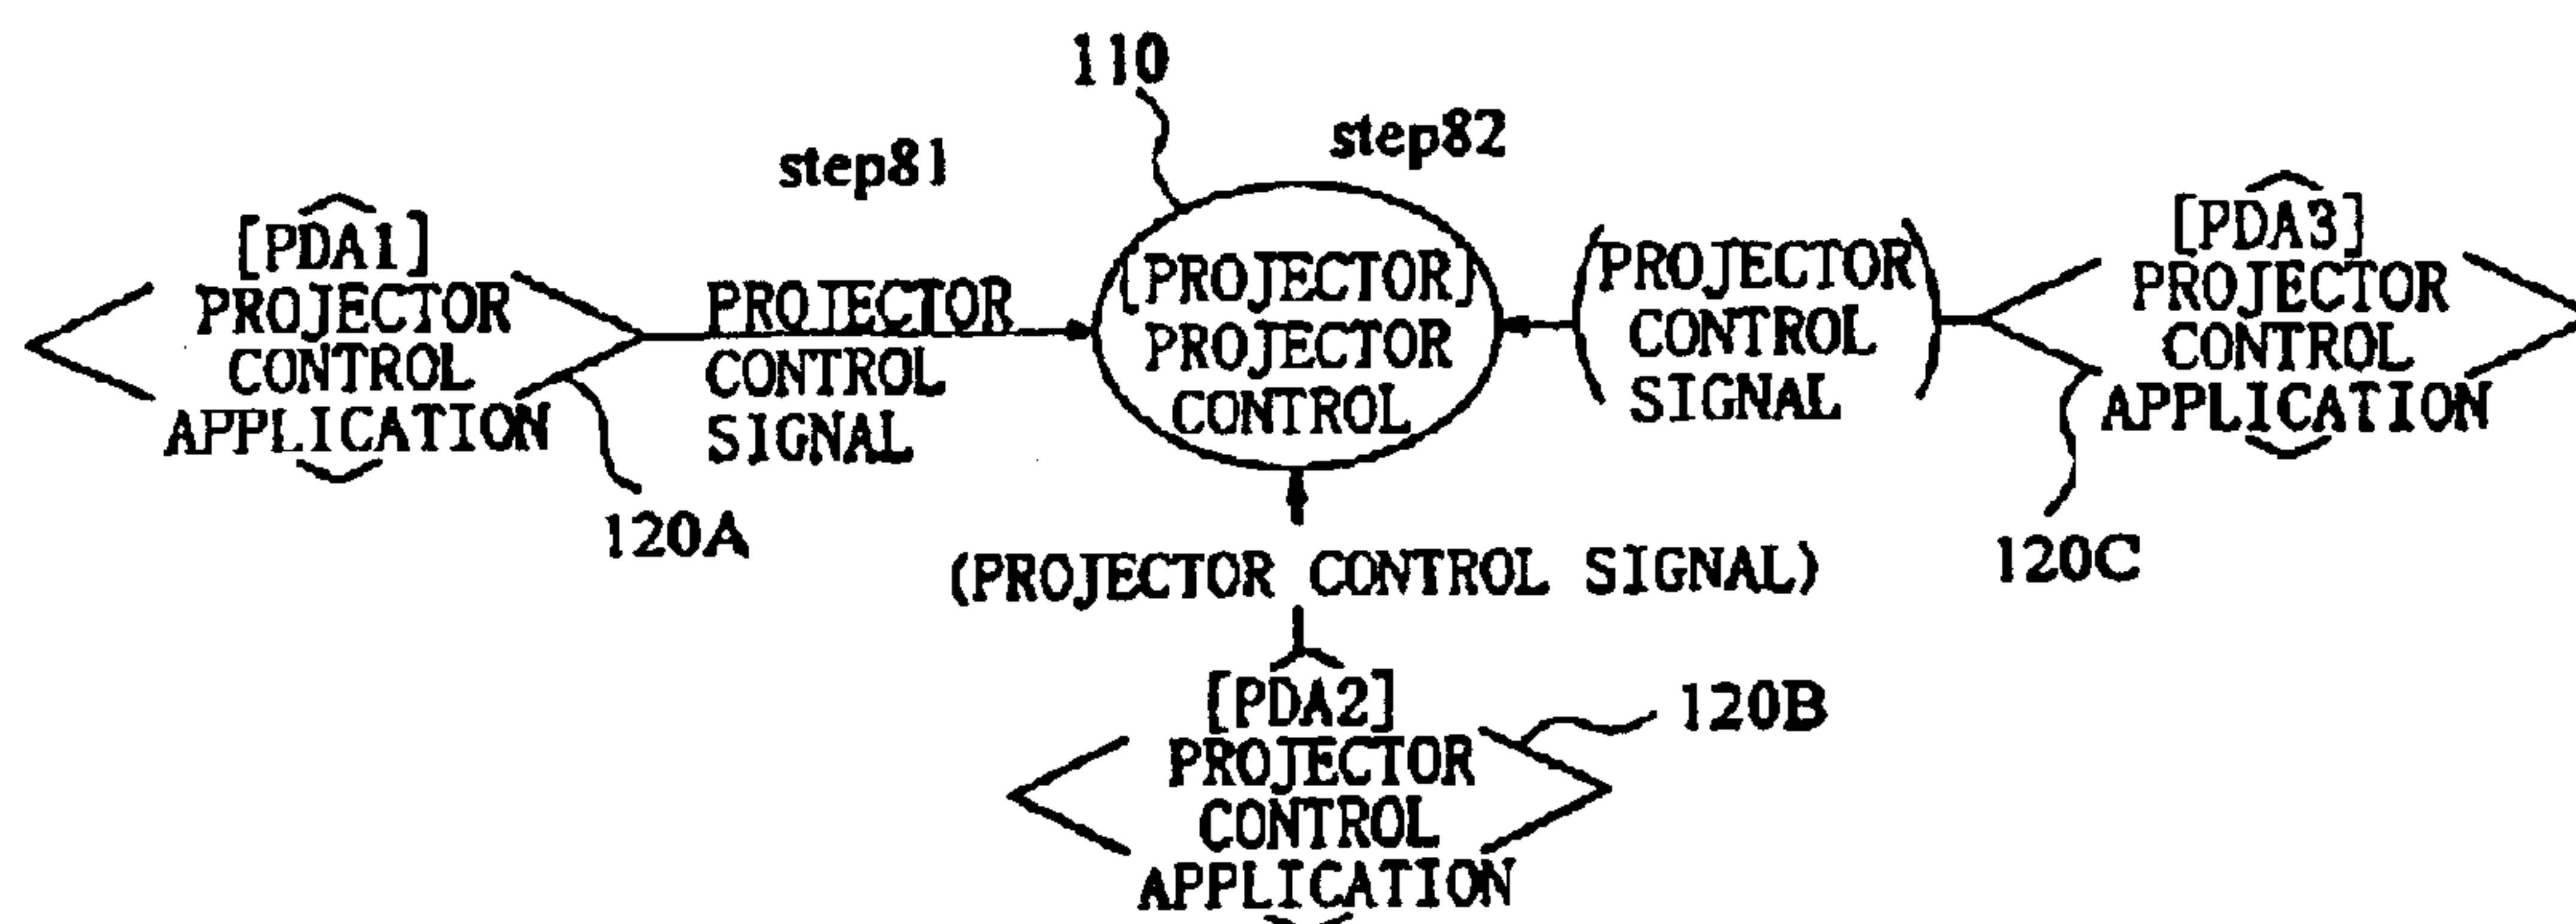 110
step81
step82
[PDA1]
PROJECTOR
CONTROL
APPLICATION
120A
PROJECTOR
CONTROL
SIGNAL
[PROJECTOR]
PROJECTOR
CONTROL
(PROJECTOR
CONTROL
SIGNAL)
[PDA3]
PROJECTOR
CONTROL
APPLICATION
120C
(PROJECTOR CONTROL SIGNAL)
[PDA2]
PROJECTOR
CONTROL
APPLICATION
120B